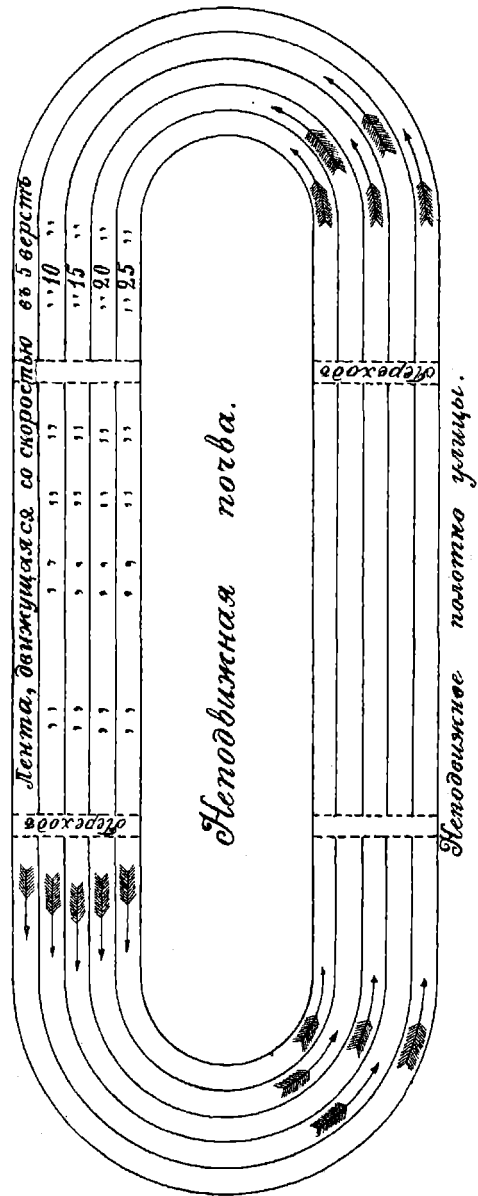 Лента, движущаяся со скоростью въ 5 верстъ
" " " " " 10 "
" " " " " 15 "
" " " " " 20 "
" " " " " 25 "
Переходъ
Переходъ
Неподвижная почва.
Неподвижное полотно улицы.